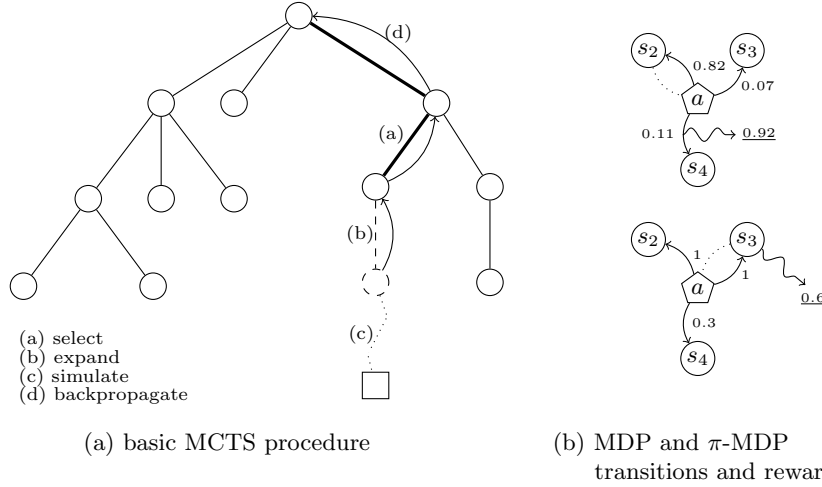 (d)
(a)
(b)
(c)
(a) select
(b) expand
(c) simulate
(d) backpropagate
(a) basic MCTS procedure
s2
s3
0.82
a
0.07
0.11
0.92
s4
s2
s3
1
a
1
0.3
0.6
s4
(b) MDP and π-MDP
transitions and rewar